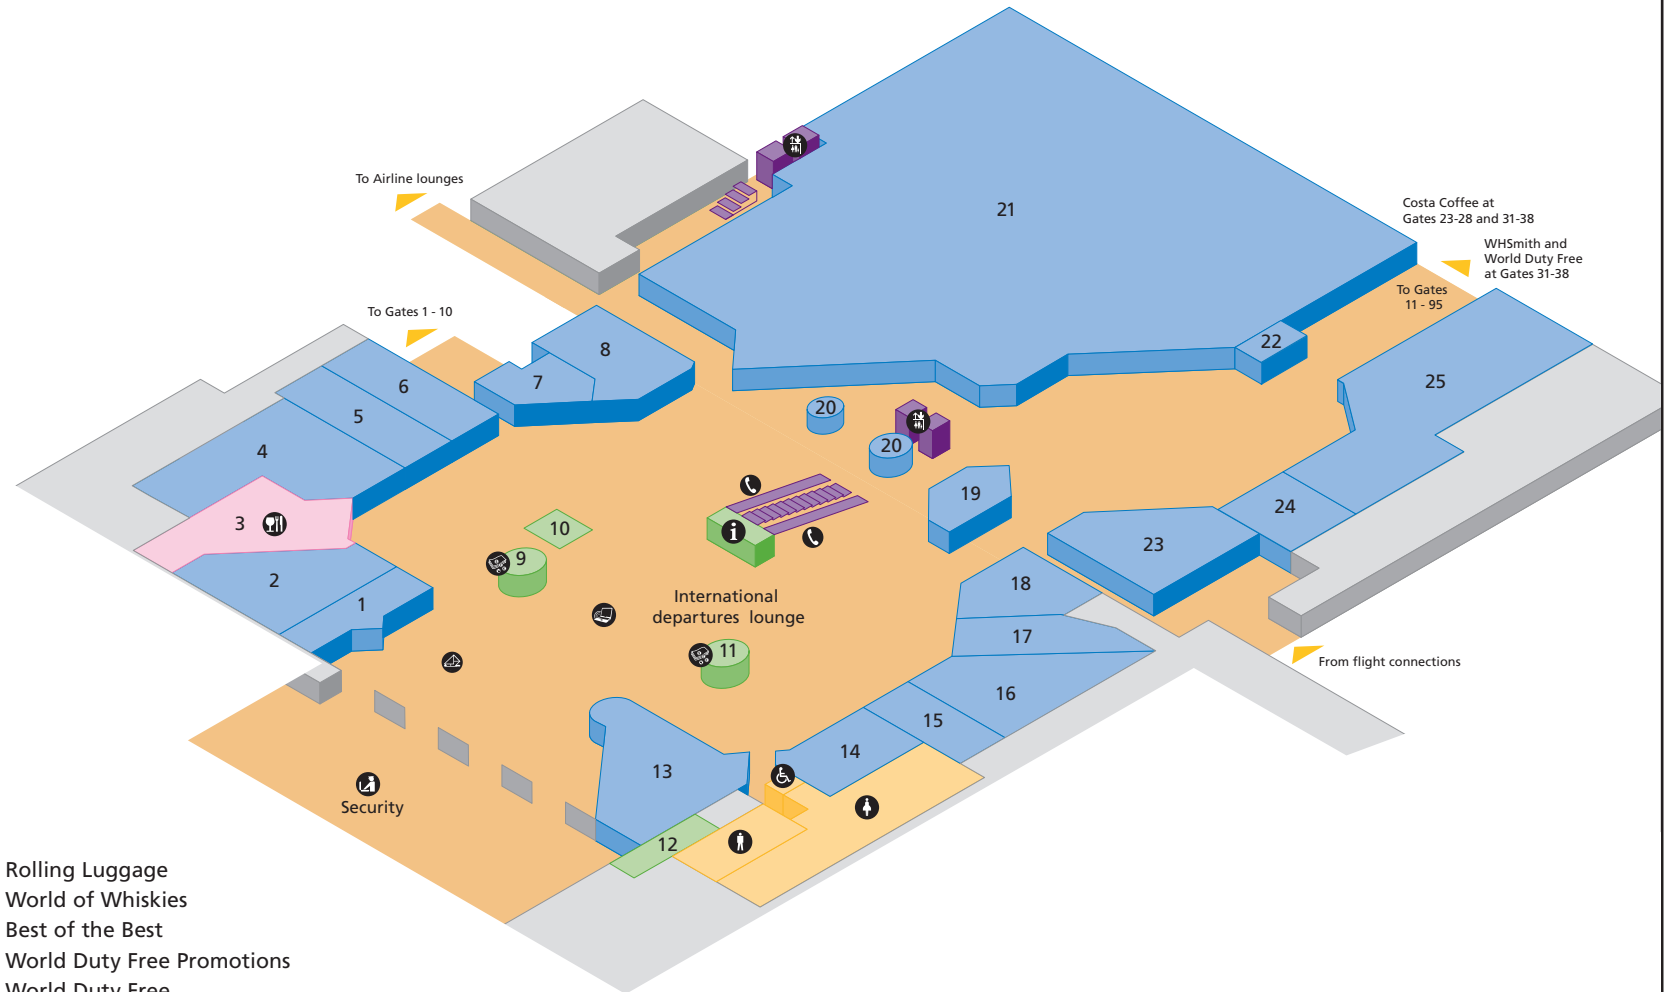 21
To Airline lounges
Costa Coffee at
Gates 23-28 and 31-38
WHSmith and
World Duty Free
at Gates 31-38
To Gates
11 - 95
To Gates 1 - 10
22
8
7
6
25
5
20
4
20
19
24
3
i
10
23
9
2
18
1
International
departures lounge
17
11
From flight connections
16
15
14
13
Security
12
Rolling Luggage
World of Whiskies
Best of the Best
World Duty Free Promotions
World Duty Free